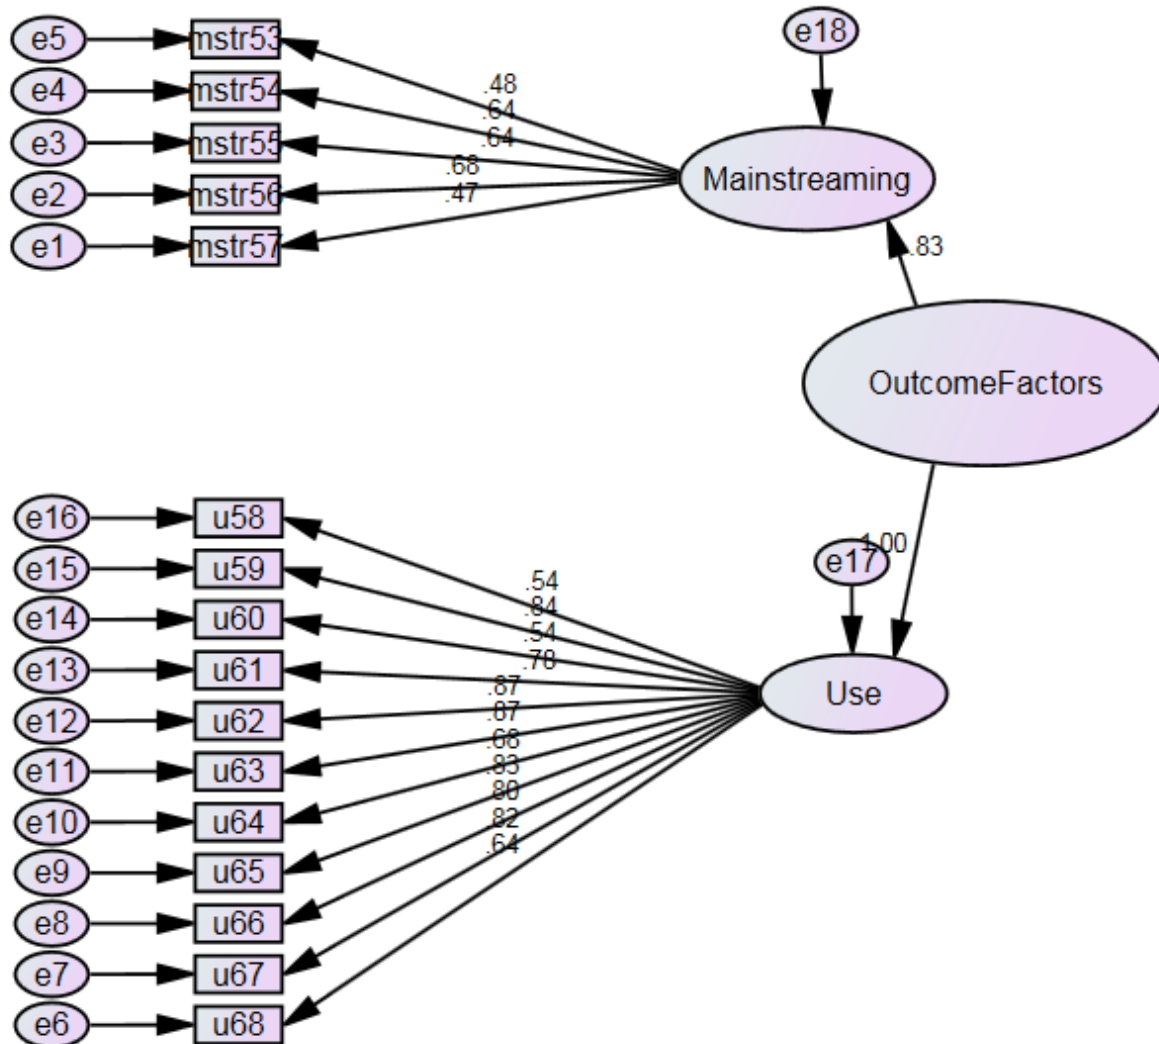 e5 mstr53
e18
e4 mstr54
e3 mstr55
e2 mstr56
e1 mstr57
.48
.64
.64
.68
.47
Mainstreaming
.83
OutcomeFactors
e16 u58
e15 u59
e14 u60
e13 u61
e12 u62
e11 u63
e10 u64
e9 u65
e8 u66
e7 u67
e6 u68
.54
.84
.54
.78
.87
.87
.68
.83
.80
.82
.64
e17
1.00
Use